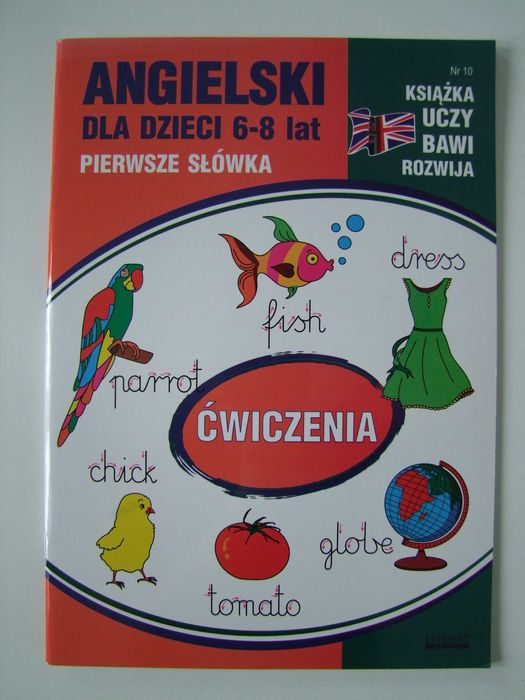 ANGIELSKI
DLA DZIECI 6-8 lat
PIERWSZE SŁÓWKA
Nr 10
KSIĄŻKA
UCZY
BAWI
ROZWIJA
dress
fish
parrot
ĆWICZENIA
chick
globe
tomato
LITERAT